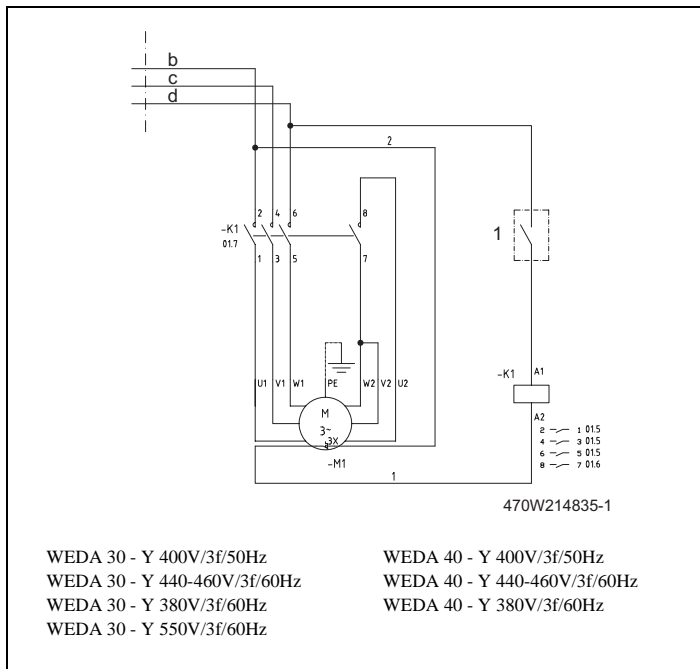 b
c
d
2
2 4 6 8
-K1
01.7
1 3 5 7
1
U1 V1 W1 PE W2 V2 U2
M
3~
3X
-M1
1
-K1 A1
A2
2 1 01.5
4 3 01.5
6 5 01.5
8 7 01.6
470W214835-1
WEDA 30 - Y 400V/3f/50Hz
WEDA 30 - Y 440-460V/3f/60Hz
WEDA 30 - Y 380V/3f/60Hz
WEDA 30 - Y 550V/3f/60Hz
WEDA 40 - Y 400V/3f/50Hz
WEDA 40 - Y 440-460V/3f/60Hz
WEDA 40 - Y 380V/3f/60Hz